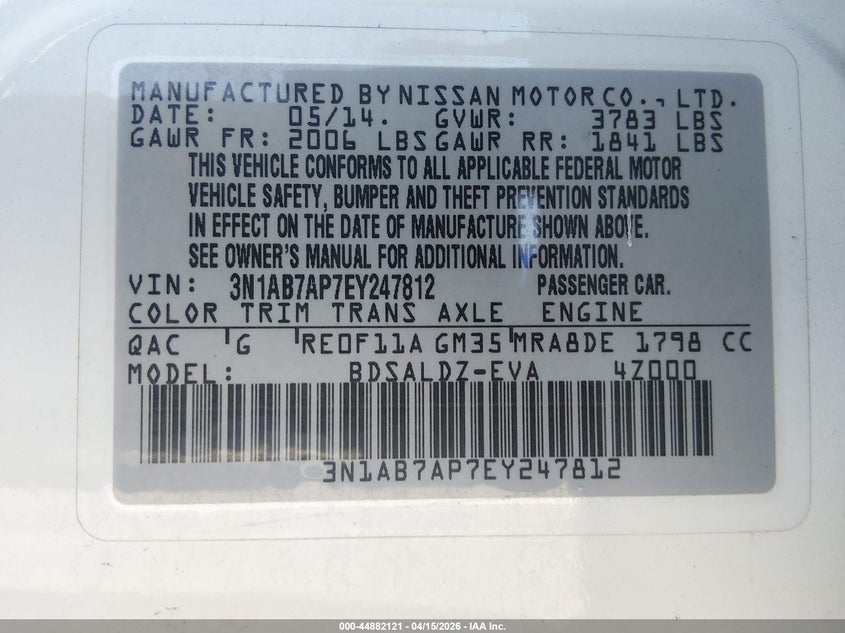 MANUFACTURED BY NISSAN MOTOR CO., LTD.
DATE: 05/14. GVWR: 3783 LBS
GAWR FR: 2006 LBS GAWR RR: 1841 LBS
THIS VEHICLE CONFORMS TO ALL APPLICABLE FEDERAL MOTOR
VEHICLE SAFETY, BUMPER AND THEFT PREVENTION STANDARDS
IN EFFECT ON THE DATE OF MANUFACTURE SHOWN ABOVE.
SEE OWNER'S MANUAL FOR ADDITIONAL INFORMATION.
VIN: 3N1AB7AP7EY247812 PASSENGER CAR.
COLOR TRIM TRANS AXLE ENGINE
QAC G RE0F11A GM35 MRA8DE 1798 CC
MODEL: BDSALDZ-EVA 4Z000
3N1AB7AP7EY247812
000-44882121 - 04/15/2026 - IAA Inc.